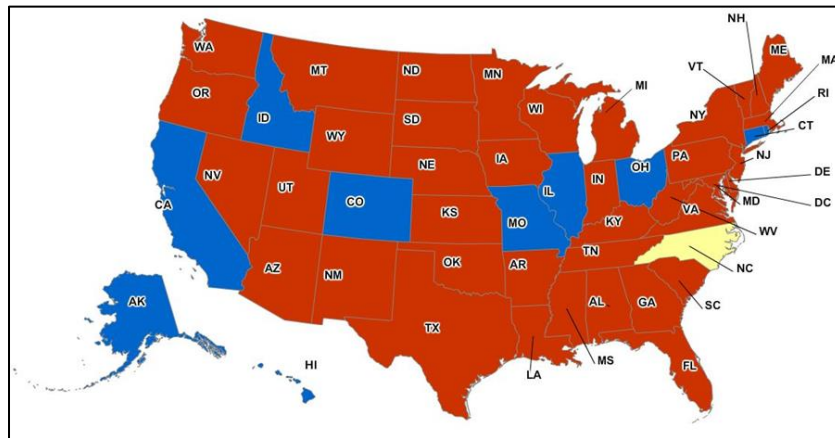 WA
MT
ND
MN
OR
ID
WY
SD
WI
MI
NH
VT
ME
MA
RI
CT
NY
NJ
PA
DE
MD
DC
NV
UT
CO
NE
IA
IL
IN
OH
VA
WV
CA
KS
MO
KY
NC
AZ
NM
OK
AR
TN
SC
TX
LA
MS
AL
GA
FL
AK
HI